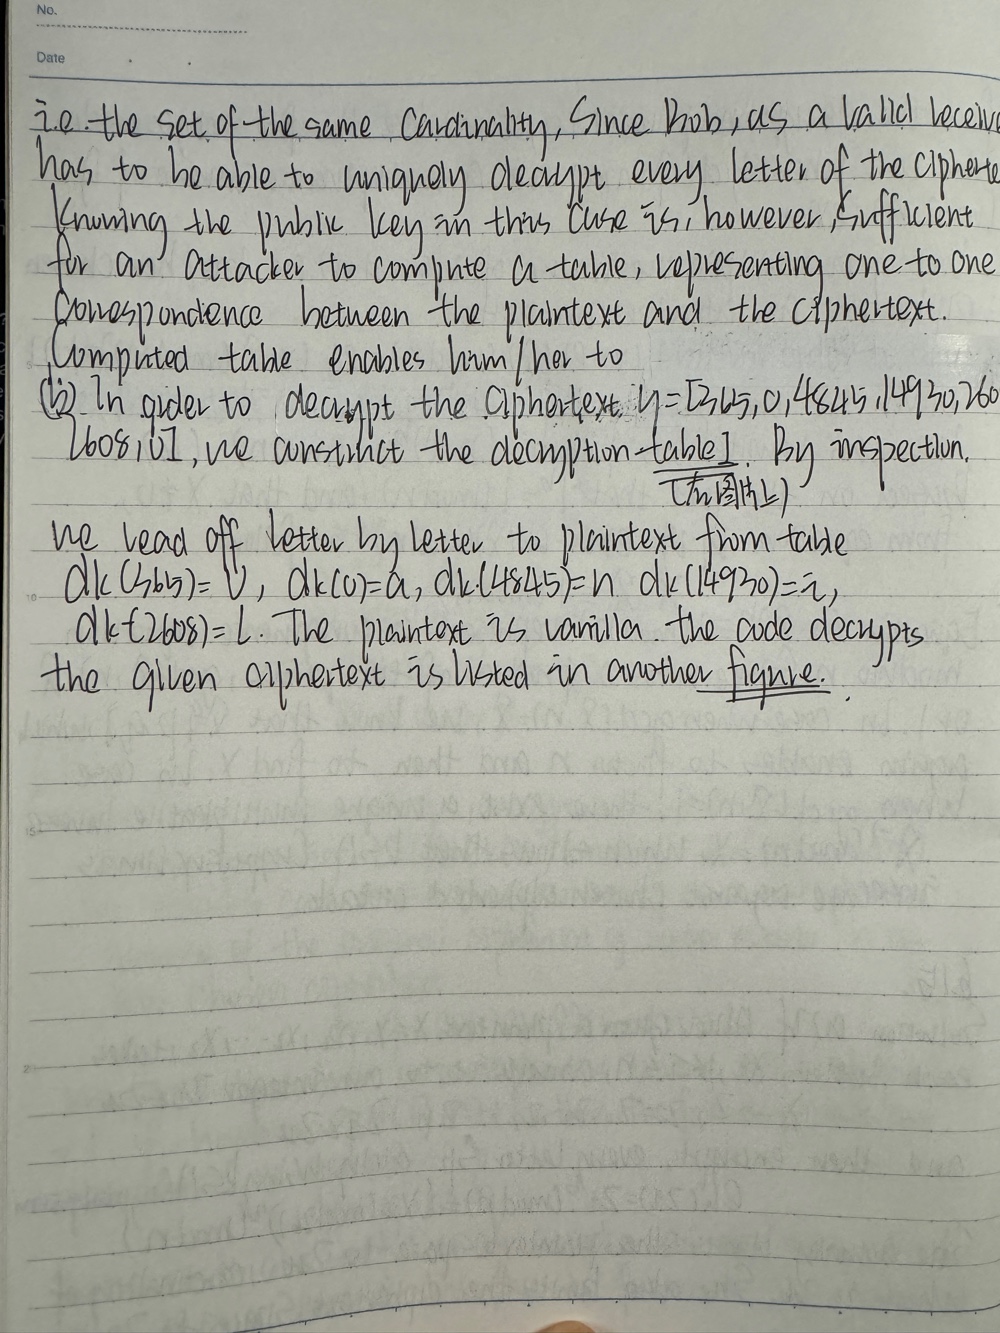 No.
Date
i.e. the set of the same Cardinality, Since Bob, as a valid receive
has to be able to uniquely decrypt every letter of the cipherte
Knowing the public key in this case is, however, sufficient
for an attacker to compute a table, representing one to one
Correspondence between the plaintext and the ciphertext.
Computed table enables him/her to
(b) In order to decrypt the ciphertext y=[365,0,4845,14930,260
2608,0], we construct the decryption table1. By inspection,
(在图片上)
we read off letter by letter to plaintext from table
dk(365)=V, dk(0)=a, dk(4845)=n dk(14930)=i,
dk(2608)=L. The plaintext is vanilla. the code decrypts
the given ciphertext is listed in another figure.
10
15